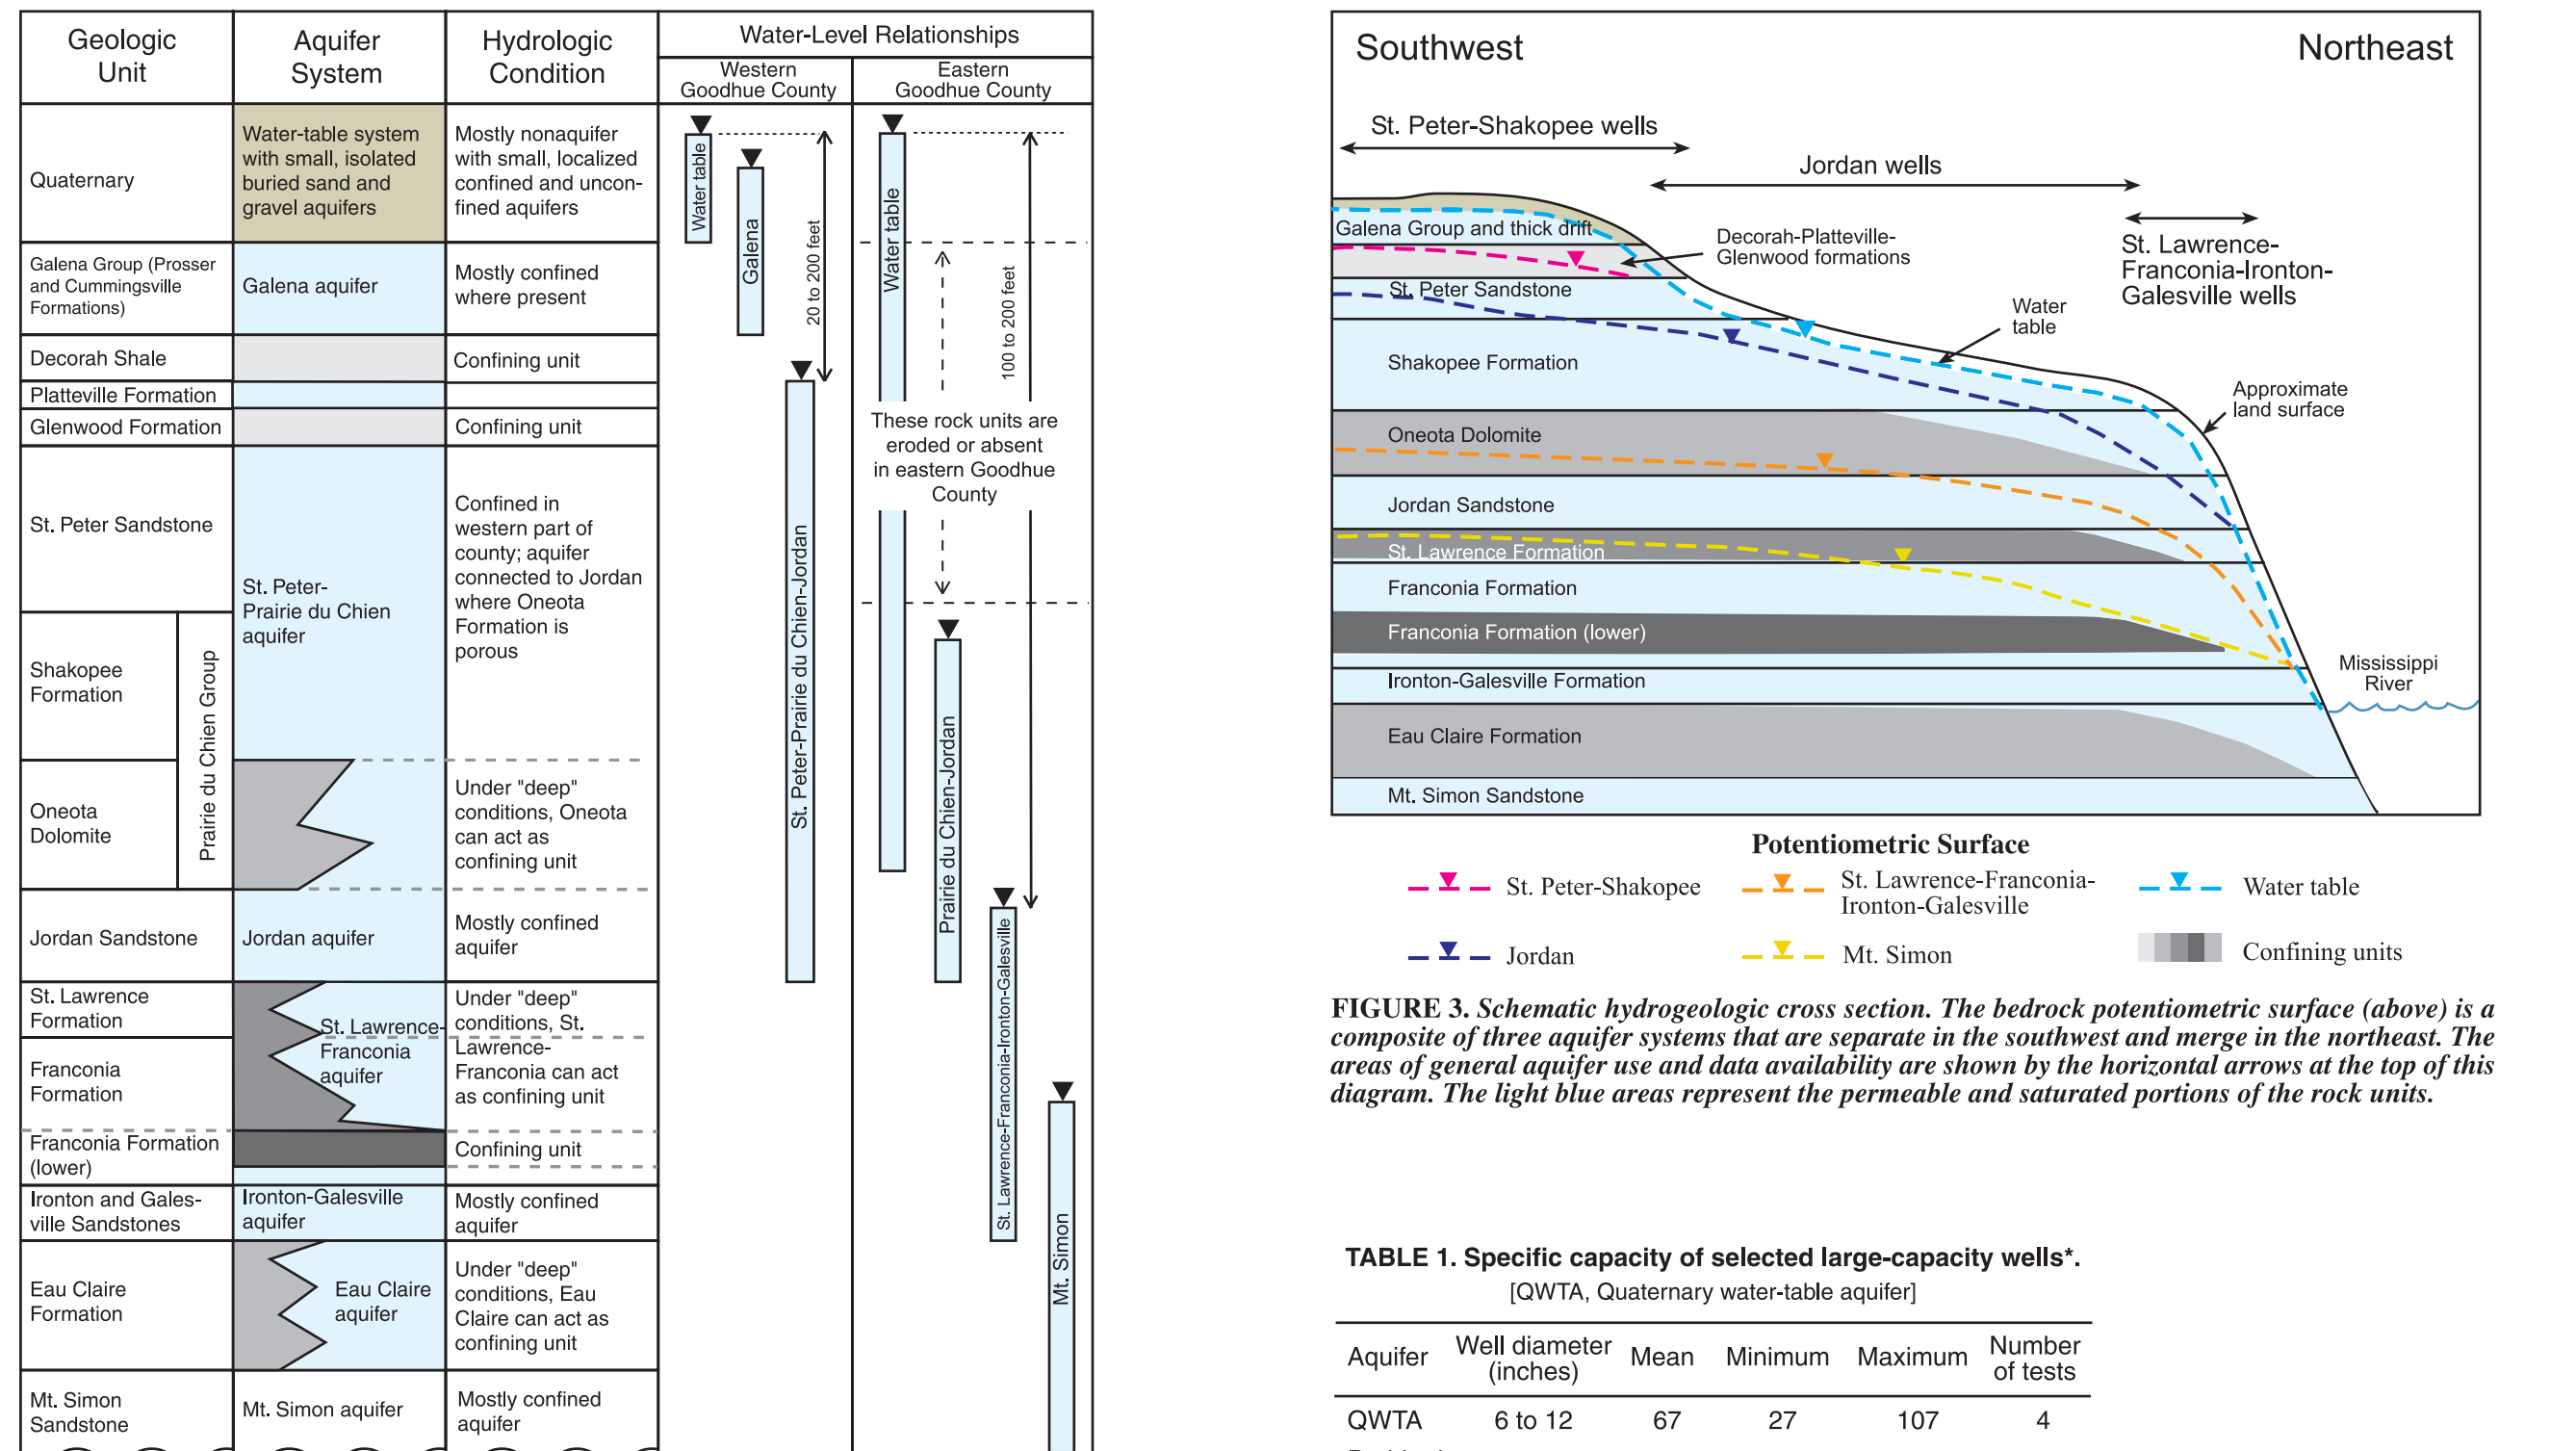 Geologic
Unit
Aquifer
System
Hydrologic
Condition
Water-Level Relationships
Western
Goodhue County
Eastern
Goodhue County
Quaternary
Water-table system
with small, isolated
buried sand and
gravel aquifers
Mostly nonaquifer
with small, localized
confined and uncon-
fined aquifers
Galena Group (Prosser
and Cummingsville
Formations)
Galena aquifer
Mostly confined
where present
Decorah Shale
Confining unit
Platteville Formation
Glenwood Formation
Confining unit
St. Peter Sandstone
St. Peter-
Prairie du Chien
aquifer
Confined in
western part of
county; aquifer
connected to Jordan
where Oneota
Formation is
porous
Shakopee
Formation
Prairie du Chien Group
Oneota
Dolomite
Under "deep"
conditions, Oneota
can act as
confining unit
Jordan Sandstone
Jordan aquifer
Mostly confined
aquifer
St. Lawrence
Formation
St. Lawrence-
Franconia
aquifer
Under "deep"
conditions, St.
Lawrence-
Franconia can act
as confining unit
Franconia
Formation
Franconia Formation
(lower)
Confining unit
Ironton and Gales-
ville Sandstones
Ironton-Galesville
aquifer
Mostly confined
aquifer
Eau Claire
Formation
Eau Claire
aquifer
Under "deep"
conditions, Eau
Claire can act as
confining unit
Mt. Simon
Sandstone
Mt. Simon aquifer
Mostly confined
aquifer
Water table
Galena
20 to 200 feet
St. Peter-Prairie du Chien-Jordan
Water table
100 to 200 feet
These rock units are
eroded or absent
in eastern Goodhue
County
Prairie du Chien-Jordan
St. Lawrence-Franconia-Ironton-Galesville
Mt. Simon
Southwest
Northeast
St. Peter-Shakopee wells
Jordan wells
St. Lawrence-
Franconia-Ironton-
Galesville wells
Galena Group and thick drift
Decorah-Platteville-
Glenwood formations
St. Peter Sandstone
Water
table
Shakopee Formation
Approximate
land surface
Oneota Dolomite
Jordan Sandstone
St. Lawrence Formation
Franconia Formation
Franconia Formation (lower)
Mississippi
River
Ironton-Galesville Formation
Eau Claire Formation
Mt. Simon Sandstone
Potentiometric Surface
St. Peter-Shakopee
St. Lawrence-Franconia-
Ironton-Galesville
Water table
Jordan
Mt. Simon
Confining units
FIGURE 3. Schematic hydrogeologic cross section. The bedrock potentiometric surface (above) is a
composite of three aquifer systems that are separate in the southwest and merge in the northeast. The
areas of general aquifer use and data availability are shown by the horizontal arrows at the top of this
diagram. The light blue areas represent the permeable and saturated portions of the rock units.
TABLE 1. Specific capacity of selected large-capacity wells*.
[QWTA, Quaternary water-table aquifer]
Aquifer
Well diameter
(inches)
Mean
Minimum
Maximum
Number
of tests
QWTA 6 to 12 67 27 107 4